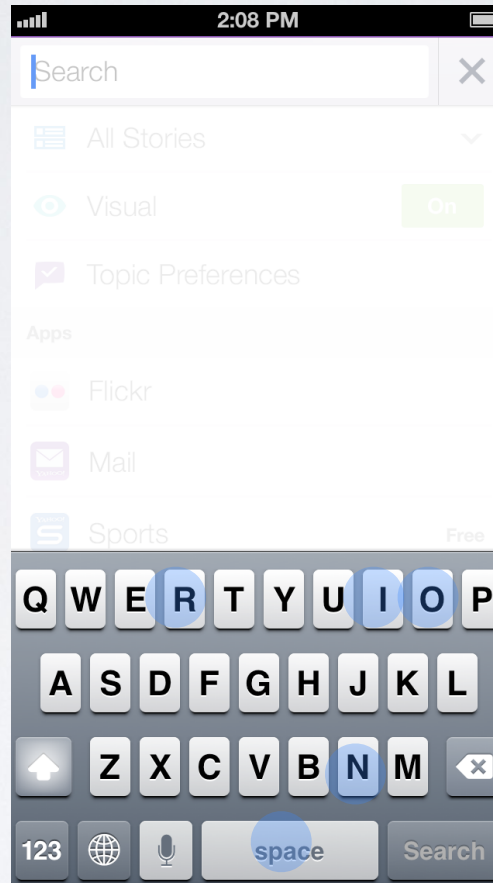 2:08 PM
Search
All Stories
Visual On
Topic Preferences
Apps
Flickr
Mail
Sports Free
Q W E R T Y U I O P
A S D F G H J K L
Z X C V B N M
123 space Search